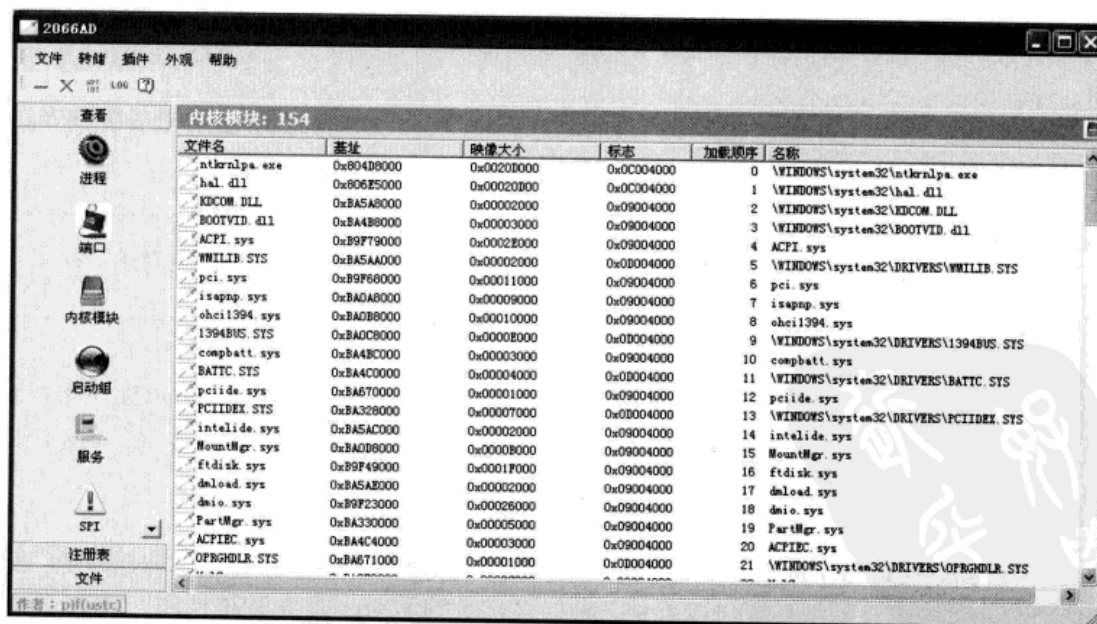 2066AD
文件 转储 插件 外观 帮助
LOG
查看
进程
端口
内核模块
启动组
服务
SPI
注册表
文件
内核模块: 154
文件名 基址 映像大小 标志 加载顺序 名称
ntkrnlpa.exe 0x804D8000 0x0020D000 0x0C004000 0 \WINDOWS\system32\ntkrnlpa.exe
hal.dll 0x806E5000 0x00020D00 0x0C004000 1 \WINDOWS\system32\hal.dll
KDCOM.DLL 0xBA5A8000 0x00002000 0x09004000 2 \WINDOWS\system32\KDCOM.DLL
BOOTVID.dll 0xBA4B8000 0x00003000 0x09004000 3 \WINDOWS\system32\BOOTVID.dll
ACPI.sys 0xB9F79000 0x0002E000 0x09004000 4 ACPI.sys
WMILIB.SYS 0xBA5AA000 0x00002000 0x0D004000 5 \WINDOWS\system32\DRIVERS\WMILIB.SYS
pci.sys 0xB9F68000 0x00011000 0x09004000 6 pci.sys
isapnp.sys 0xBA0A8000 0x00009000 0x09004000 7 isapnp.sys
ohci1394.sys 0xBA0B8000 0x00010000 0x09004000 8 ohci1394.sys
1394BUS.SYS 0xBA0C8000 0x0000E000 0x0D004000 9 \WINDOWS\system32\DRIVERS\1394BUS.SYS
compbatt.sys 0xBA4BC000 0x00003000 0x09004000 10 compbatt.sys
BATTC.SYS 0xBA4C0000 0x00004000 0x0D004000 11 \WINDOWS\system32\DRIVERS\BATTC.SYS
pciide.sys 0xBA670000 0x00001000 0x09004000 12 pciide.sys
PCIIDEX.SYS 0xBA328000 0x00007000 0x0D004000 13 \WINDOWS\system32\DRIVERS\PCIIDEX.SYS
intelide.sys 0xBA5AC000 0x00002000 0x09004000 14 intelide.sys
MountMgr.sys 0xBA0D8000 0x0000B000 0x09004000 15 MountMgr.sys
ftdisk.sys 0xB9F49000 0x0001F000 0x09004000 16 ftdisk.sys
dmload.sys 0xBA5AE000 0x00002000 0x09004000 17 dmload.sys
dmio.sys 0xB9F23000 0x00026000 0x09004000 18 dmio.sys
PartMgr.sys 0xBA330000 0x00005000 0x09004000 19 PartMgr.sys
ACPIEC.sys 0xBA4C4000 0x00003000 0x09004000 20 ACPIEC.sys
OPRGHDLR.SYS 0xBA671000 0x00001000 0x0D004000 21 \WINDOWS\system32\DRIVERS\OPRGHDLR.SYS
作者：pjf(ustc)